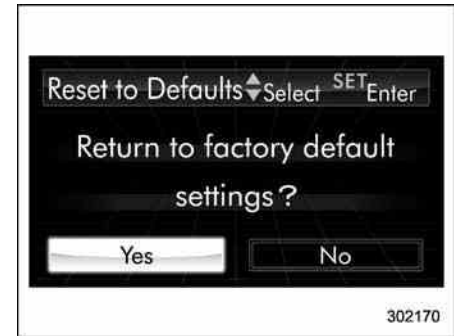 Reset to Defaults Select SET Enter
Return to factory default
settings?
Yes No
302170